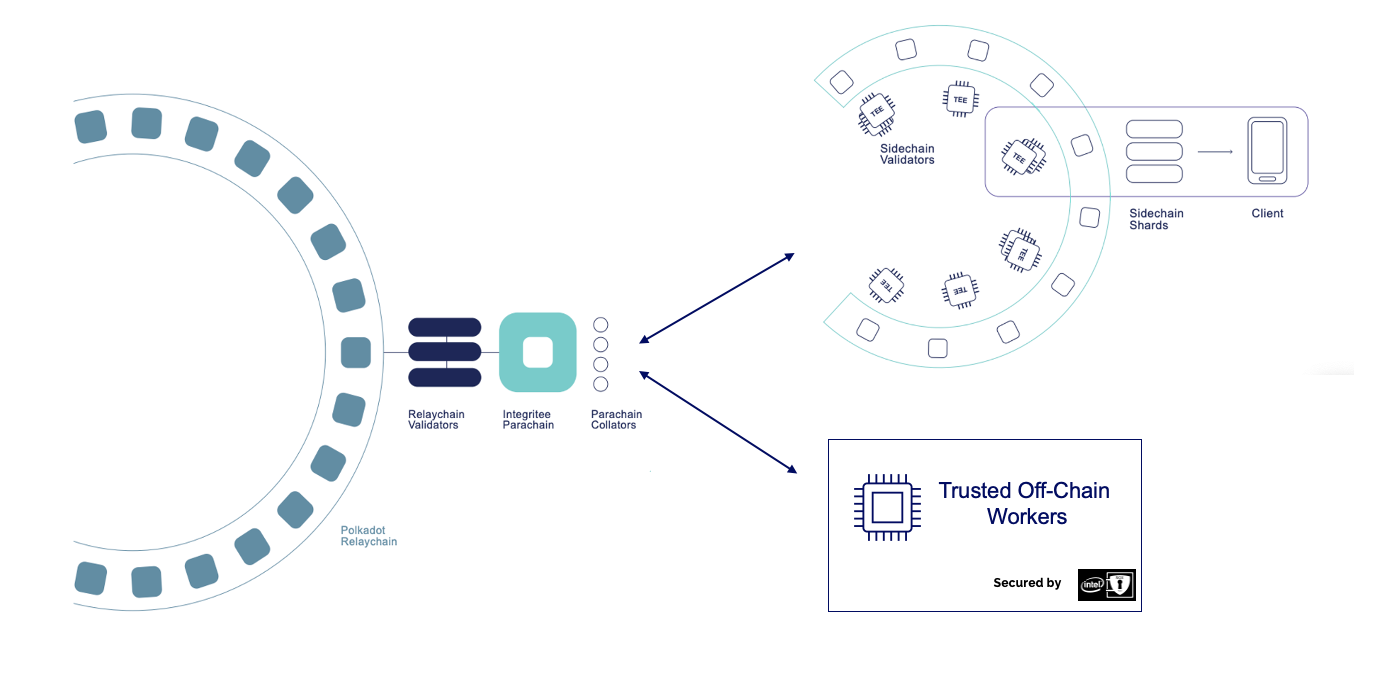 TEE
TEE
Sidechain
Validators
TEE
Sidechain
Shards
Client
TEE
TEE
TEE
Relaychain
Validators
Integritee
Parachain
Parachain
Collators
Polkadot
Relaychain
Trusted Off-Chain
Workers
Secured by
intel